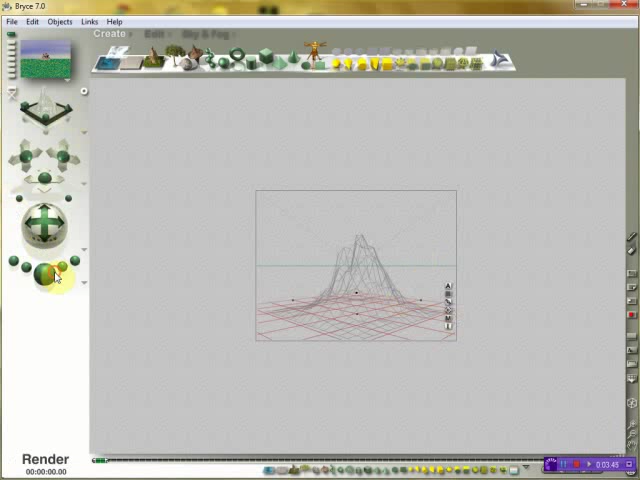 Bryce 7.0
File Edit Objects Links Help
Create Edit Sky & Fog
A
M
Render
00:00:00.00
0:03:45